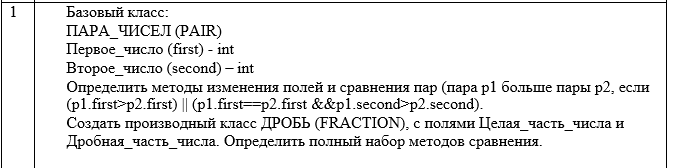 1
Базовый класс:
ПАРА_ЧИСЕЛ (PAIR)
Первое_число (first) - int
Второе_число (second) – int
Определить методы изменения полей и сравнения пар (пара p1 больше пары p2, если
(p1.first>p2.first) || (p1.first==p2.first &&p1.second>p2.second).
Создать производный класс ДРОБЬ (FRACTION), с полями Целая_часть_числа и
Дробная_часть_числа. Определить полный набор методов сравнения.